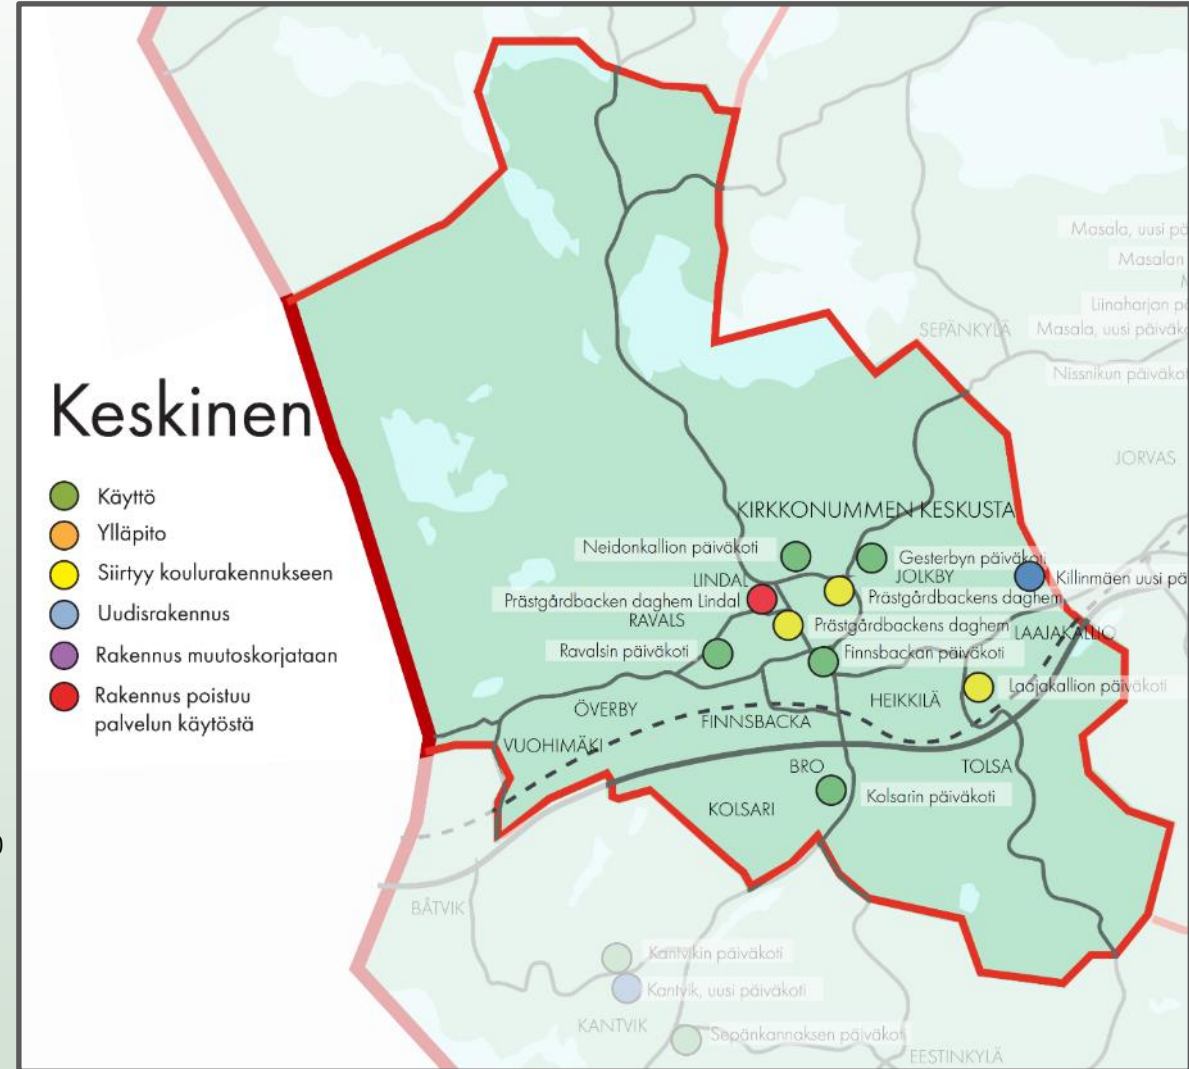 Masala, uusi pä
Masalan
Liinaharjan pä
SEPÄNKYLÄ
Masala, uusi päiväko
Nissnikun päiväkoti
Keskinen
JORVAS
Käyttö
Ylläpito
Siirtyy koulurakennukseen
Uudisrakennus
Rakennus muutoskorjataan
Rakennus poistuu
palvelun käytöstä
KIRKKONUMMEN KESKUSTA
Neidonkallion päiväkoti
Gesterbyn päiväkoti
JOLKBY
Killinmäen uusi pä
LINDAL
Prästgårdbacken daghem Lindal
Prästgårdbackens daghem
RAVALS
Prästgårdbackens daghem
LAAJAKALLIO
Ravalsin päiväkoti
Finnsbackan päiväkoti
Laajakallion päiväkoti
HEIKKILÄ
ÖVERBY
FINNSBACKA
VUOHIMÄKI
BRO
TOLSA
Kolsarin päiväkoti
KOLSARI
BÅTVIK
Kantvikin päiväkoti
Kantvik, uusi päiväkoti
KANTVIK
Sepänkannaksen päiväkoti
EESTINKYLÄ